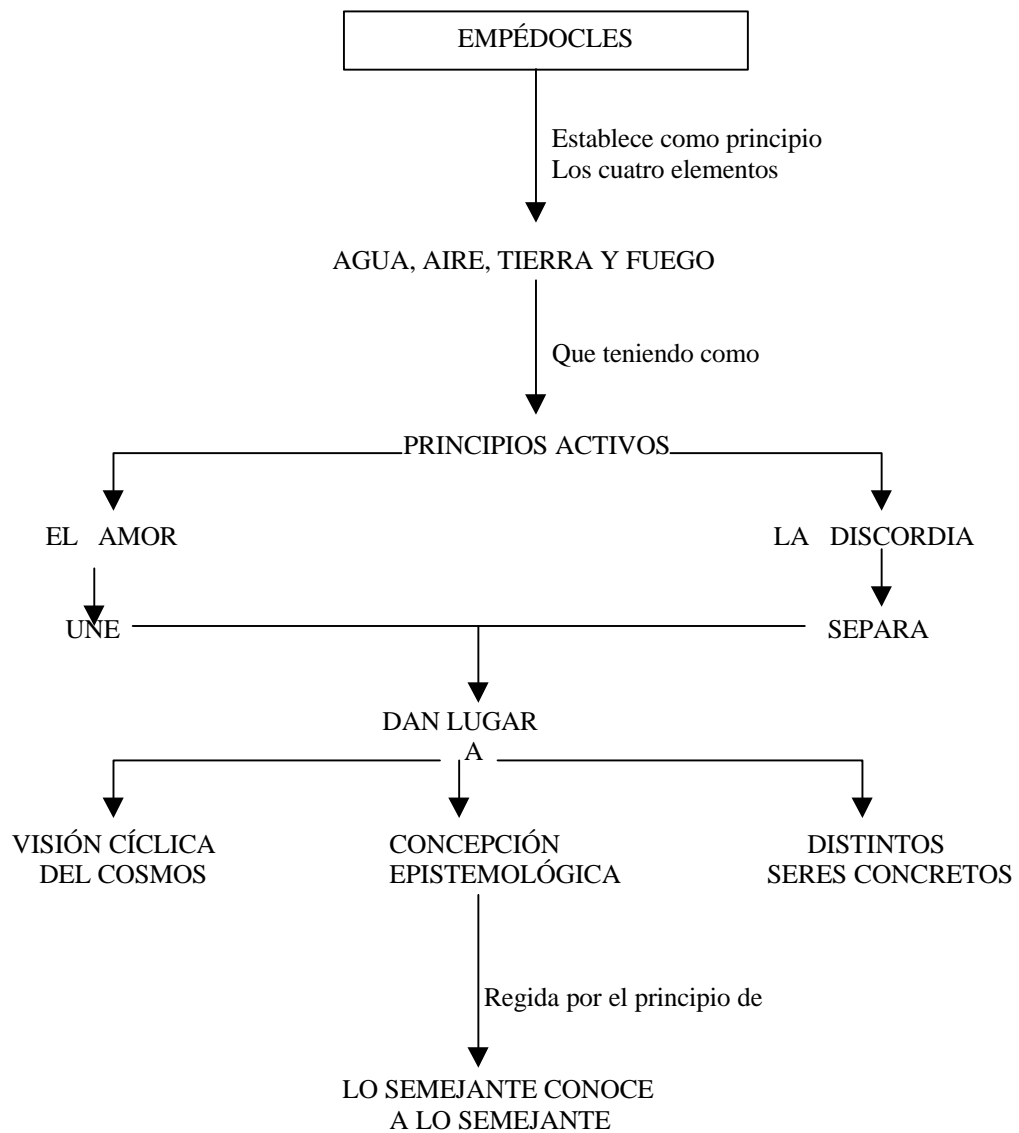 EMPÉDOCLES
Establece como principio
Los cuatro elementos
AGUA, AIRE, TIERRA Y FUEGO
Que teniendo como
PRINCIPIOS ACTIVOS
EL AMOR
LA DISCORDIA
UNE
SEPARA
DAN LUGAR
A
VISIÓN CÍCLICA
DEL COSMOS
CONCEPCIÓN
EPISTEMOLÓGICA
DISTINTOS
SERES CONCRETOS
Regida por el principio de
LO SEMEJANTE CONOCE
A LO SEMEJANTE